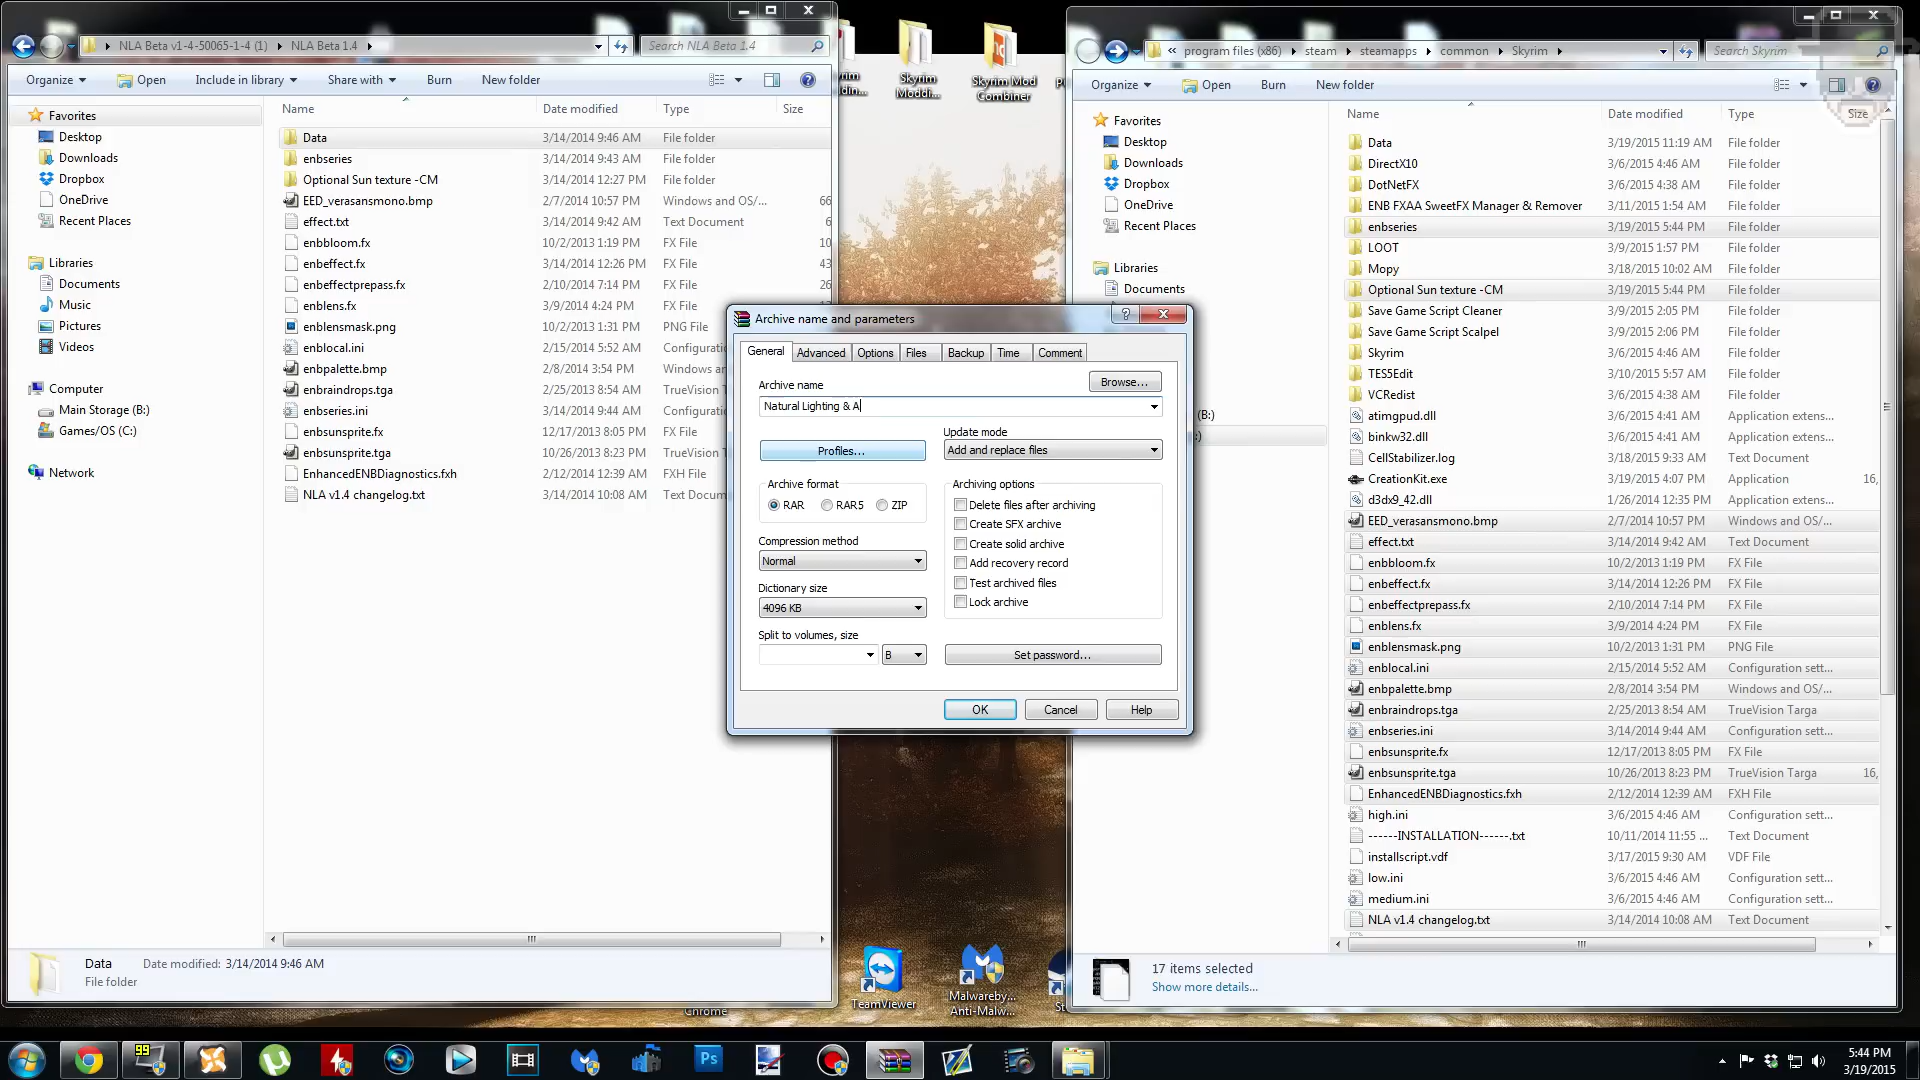 NLA Beta v1-4-50065-1-4 (1) NLA Beta 1.4
Search NLA Beta 1.4
Organize Open Include in library Share with Burn New folder
Name Date modified Type Size
Favorites
Desktop
Downloads
Dropbox
OneDrive
Recent Places
Libraries
Documents
Music
Pictures
Videos
Computer
Main Storage (B:)
Games/OS (C:)
Network
Data 3/14/2014 9:46 AM File folder
enbseries 3/14/2014 9:43 AM File folder
Optional Sun texture -CM 3/14/2014 12:27 PM File folder
EED_verasansmono.bmp 2/7/2014 10:57 PM Windows and OS/... 66
effect.txt 3/14/2014 9:42 AM Text Document 6
enbbloom.fx 10/2/2013 1:19 PM FX File 10
enbeffect.fx 3/14/2014 12:26 PM FX File 43
enbeffectprepass.fx 2/10/2014 7:14 PM FX File 26
enblens.fx 3/9/2014 4:24 PM FX File
enblensmask.png 10/2/2013 1:31 PM PNG File
enblocal.ini 2/15/2014 5:52 AM Configuratio
enbpalette.bmp 2/8/2014 3:54 PM Windows an
enbraindrops.tga 2/25/2013 8:54 AM TrueVision T
enbseries.ini 3/14/2014 9:44 AM Configuratio
enbsunsprite.fx 12/17/2013 8:05 PM FX File
enbsunsprite.tga 10/26/2013 8:23 PM TrueVision T
EnhancedENBDiagnostics.fxh 2/12/2014 12:39 AM FXH File
NLA v1.4 changelog.txt 3/14/2014 10:08 AM Text Docum
Data Date modified: 3/14/2014 9:46 AM
File folder
Skyrim Moddi...
Skyrim Mod Combiner
Archive name and parameters
General Advanced Options Files Backup Time Comment
Archive name
Browse...
Natural Lighting & A
Profiles...
Update mode
Add and replace files
Archive format
RAR RAR5 ZIP
Compression method
Normal
Dictionary size
4096 KB
Split to volumes, size
B
Archiving options
Delete files after archiving
Create SFX archive
Create solid archive
Add recovery record
Test archived files
Lock archive
Set password...
OK Cancel Help
program files (x86) steam steamapps common Skyrim
Search Skyrim
Organize Open Burn New folder
Name Date modified Type Size
Favorites
Desktop
Downloads
Dropbox
OneDrive
Recent Places
Libraries
Documents
(B:)
Data 3/19/2015 11:19 AM File folder
DirectX10 3/6/2015 4:46 AM File folder
DotNetFX 3/6/2015 4:38 AM File folder
ENB FXAA SweetFX Manager & Remover 3/11/2015 1:54 AM File folder
enbseries 3/19/2015 5:44 PM File folder
LOOT 3/9/2015 1:57 PM File folder
Mopy 3/18/2015 10:02 AM File folder
Optional Sun texture -CM 3/19/2015 5:44 PM File folder
Save Game Script Cleaner 3/9/2015 2:05 PM File folder
Save Game Script Scalpel 3/9/2015 2:06 PM File folder
Skyrim 3/6/2015 4:46 AM File folder
TES5Edit 3/10/2015 5:57 AM File folder
VCRedist 3/6/2015 4:38 AM File folder
atimgpud.dll 3/6/2015 4:41 AM Application extens...
binkw32.dll 3/6/2015 4:41 AM Application extens...
CellStabilizer.log 3/18/2015 9:33 AM Text Document
CreationKit.exe 3/19/2015 4:07 PM Application 16,
d3dx9_42.dll 1/26/2014 12:35 PM Application extens...
EED_verasansmono.bmp 2/7/2014 10:57 PM Windows and OS/...
effect.txt 3/14/2014 9:42 AM Text Document
enbbloom.fx 10/2/2013 1:19 PM FX File
enbeffect.fx 3/14/2014 12:26 PM FX File
enbeffectprepass.fx 2/10/2014 7:14 PM FX File
enblens.fx 3/9/2014 4:24 PM FX File
enblensmask.png 10/2/2013 1:31 PM PNG File
enblocal.ini 2/15/2014 5:52 AM Configuration sett...
enbpalette.bmp 2/8/2014 3:54 PM Windows and OS/...
enbraindrops.tga 2/25/2013 8:54 AM TrueVision Targa
enbseries.ini 3/14/2014 9:44 AM Configuration sett...
enbsunsprite.fx 12/17/2013 8:05 PM FX File
enbsunsprite.tga 10/26/2013 8:23 PM TrueVision Targa 16,
EnhancedENBDiagnostics.fxh 2/12/2014 12:39 AM FXH File
high.ini 3/6/2015 4:46 AM Configuration sett...
------INSTALLATION------.txt 10/11/2014 11:55 ... Text Document
installscript.vdf 3/17/2015 9:30 AM VDF File
low.ini 3/6/2015 4:46 AM Configuration sett...
medium.ini 3/6/2015 4:46 AM Configuration sett...
NLA v1.4 changelog.txt 3/14/2014 10:08 AM Text Document
17 items selected
Show more details...
TeamViewer
Malwareby... Anti-Malw...
St
Chrome
99
Ps
5:44 PM
3/19/2015